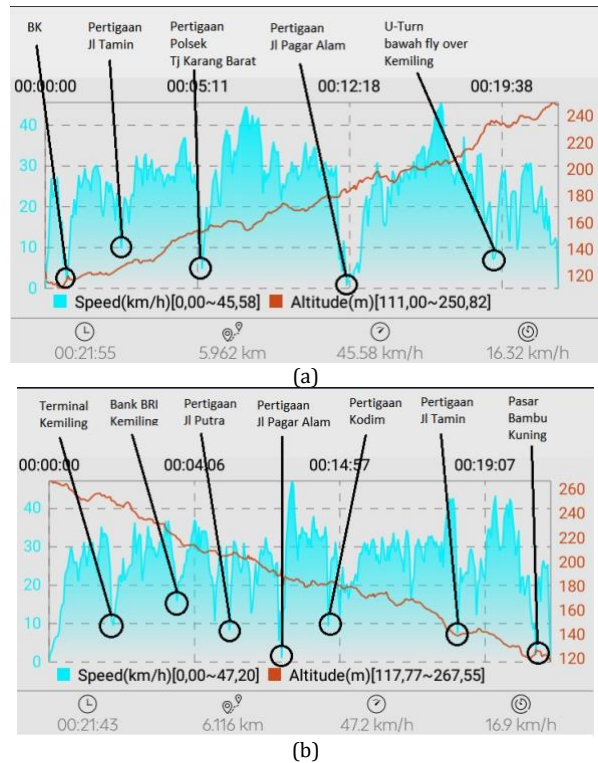 BK
Pertigaan
Jl Tamin
Pertigaan
Polsek
Tj Karang Barat
Pertigaan
Jl Pagar Alam
U-Turn
bawah fly over
Kemiling
00:00:00 00:05:11 00:12:18 00:19:38
40
30
20
10
0
240
220
200
180
160
140
120
Speed(km/h)[0,00~45,58] Altitude(m)[111,00~250,82]
00:21:55 5.962 km 45.58 km/h 16.32 km/h
(a)
Terminal
Kemiling
Bank BRI
Kemiling
Pertigaan
Jl Putra
Pertigaan
Jl Pagar Alam
Pertigaan
Kodim
Pertigaan
Jl Tamin
Pasar
Bambu
Kuning
00:00:00 00:04:06 00:14:57 00:19:07
40
30
20
10
0
260
240
220
200
180
160
140
120
Speed(km/h)[0,00~47,20] Altitude(m)[117,77~267,55]
00:21:43 6.116 km 47.2 km/h 16.9 km/h
(b)